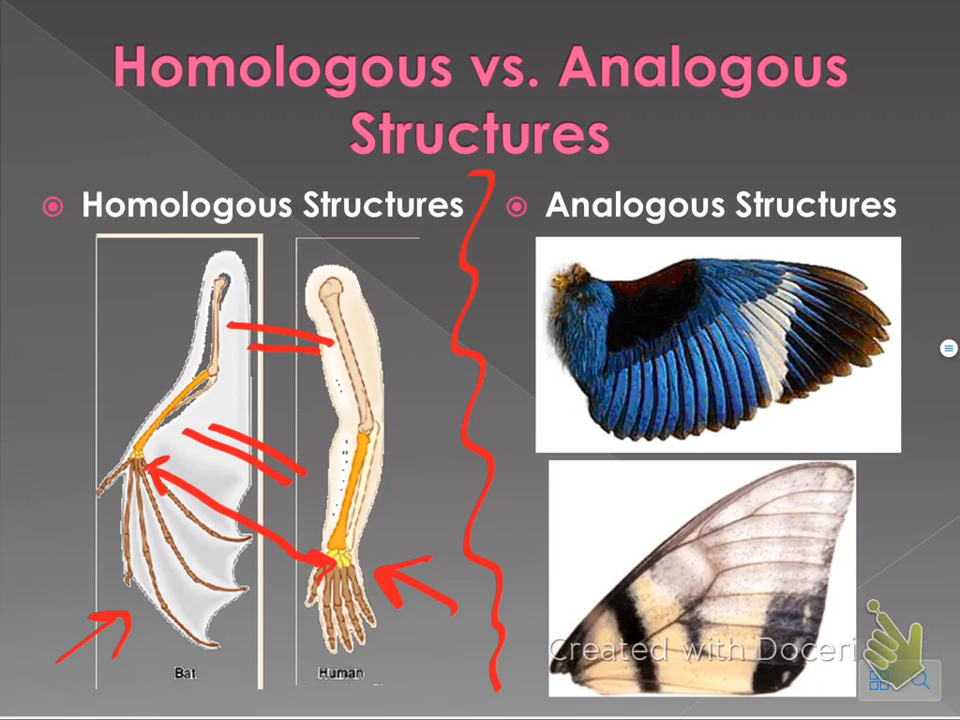 Homologous vs. Analogous
Structures
Homologous Structures
Analogous Structures
Bat
Human
Created with Doceri